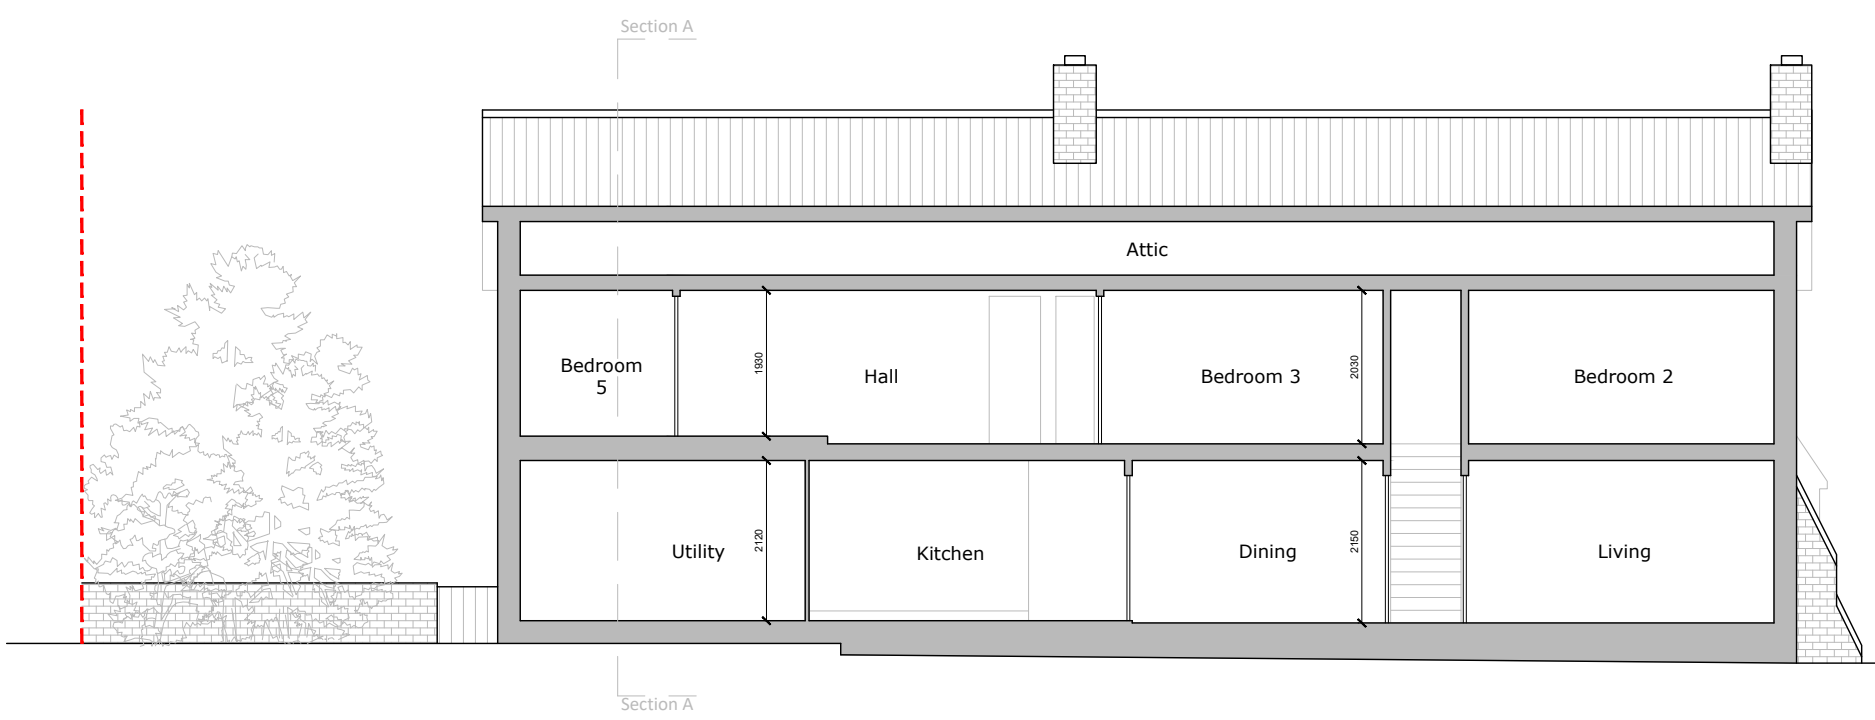 Section A
Attic
Bedroom
5
1930
Hall
Bedroom 3
2030
Bedroom 2
Utility
2120
Kitchen
Dining
2150
Living
Section A